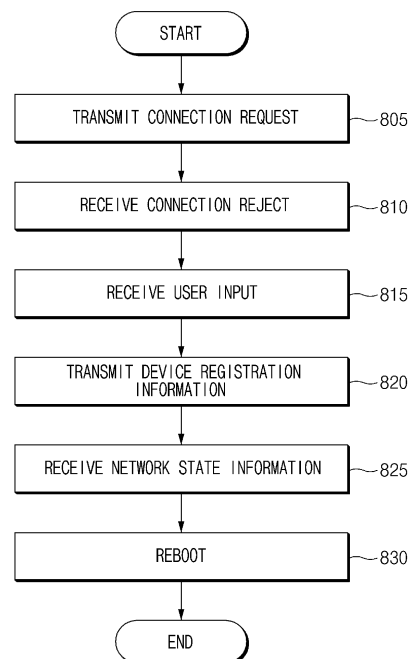 START
TRANSMIT CONNECTION REQUEST
805
RECEIVE CONNECTION REJECT
810
RECEIVE USER INPUT
815
TRANSMIT DEVICE REGISTRATION
INFORMATION
820
RECEIVE NETWORK STATE INFORMATION
825
REBOOT
830
END